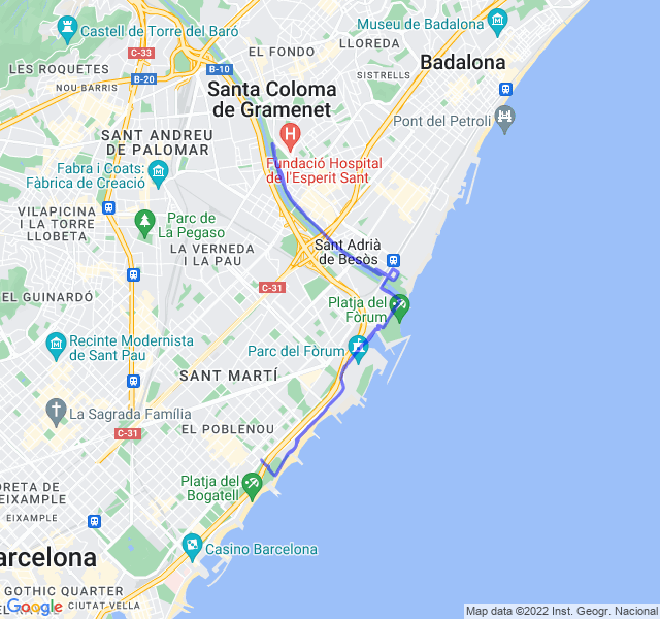 Museu de Badalona
Castell de Torre del Baró
EL FONDO
LLOREDA
C-33
B-10
Badalona
LES ROQUETES
B-20
SISTRELLS
NOU BARRIS
Santa Coloma
de Gramenet
Pont del Petroli
SANT ANDREU
DE PALOMAR
H
Fundació Hospital
de l'Esperit Sant
Fabra i Coats:
Fàbrica de Creació
VILAPICINA
I LA TORRE
LLOBETA
Parc de
La Pegaso
LA VERNEDA
I LA PAU
Sant Adrià
de Besòs
C-31
EL GUINARDÓ
Platja del
Fòrum
Recinte Modernista
de Sant Pau
Parc del Fòrum
SANT MARTÍ
La Sagrada Família
C-31
EL POBLENOU
Platja del
Bogatell
DRETA DE
EIXAMPLE
EIXAMPLE
arcelona
Casino Barcelona
GOTHIC QUARTER
Google
CIUTAT VELLA
Map data ©2022 Inst. Geogr. Nacional